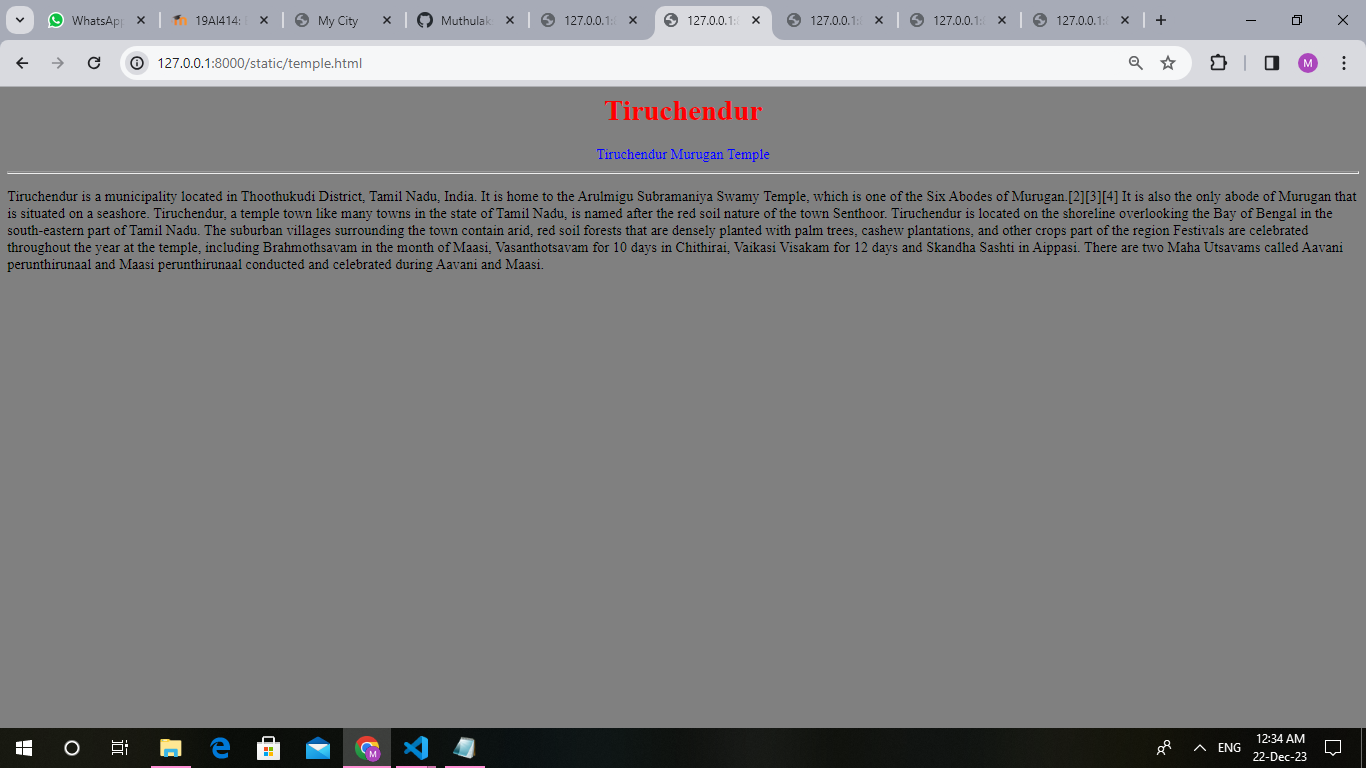 WhatsApp
19AI414:
My City
Muthulak
127.0.0.1:
127.0.0.1:
127.0.0.1:
127.0.0.1:
127.0.0.1:
127.0.0.1:8000/static/temple.html
M
Tiruchendur
Tiruchendur Murugan Temple
Tiruchendur is a municipality located in Thoothukudi District, Tamil Nadu, India. It is home to the Arulmigu Subramaniya Swamy Temple, which is one of the Six Abodes of Murugan.[2][3][4] It is also the only abode of Murugan that
is situated on a seashore. Tiruchendur, a temple town like many towns in the state of Tamil Nadu, is named after the red soil nature of the town Senthoor. Tiruchendur is located on the shoreline overlooking the Bay of Bengal in the
south-eastern part of Tamil Nadu. The suburban villages surrounding the town contain arid, red soil forests that are densely planted with palm trees, cashew plantations, and other crops part of the region Festivals are celebrated
throughout the year at the temple, including Brahmothsavam in the month of Maasi, Vasanthotsavam for 10 days in Chithirai, Vaikasi Visakam for 12 days and Skandha Sashti in Aippasi. There are two Maha Utsavams called Aavani
perunthirunaal and Maasi perunthirunaal conducted and celebrated during Aavani and Maasi.
M
ENG
12:34 AM
22-Dec-23